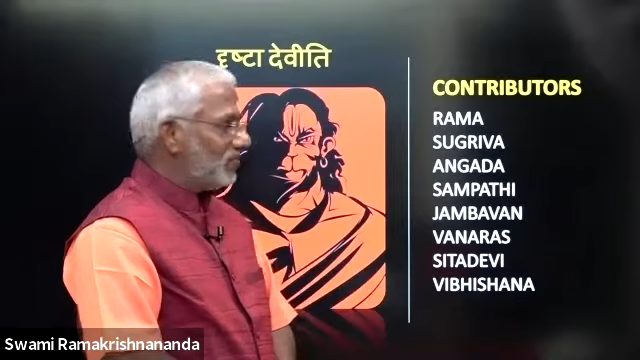 दृष्टा देवीति
CONTRIBUTORS
RAMA
SUGRIVA
ANGADA
SAMPATHI
JAMBAVAN
VANARAS
SITADEVI
VIBHISHANA
Swami Ramakrishnananda